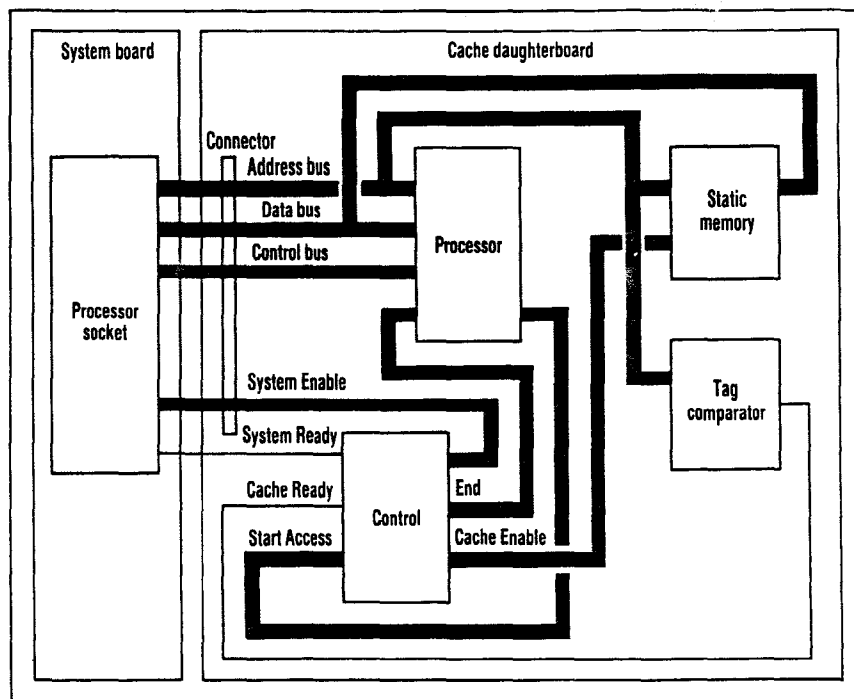 System board
Cache daughterboard
Connector
Address bus
Data bus
Control bus
Processor
Static
memory
Processor
socket
System Enable
System Ready
Tag
comparator
Cache Ready
End
Control
Start Access
Cache Enable